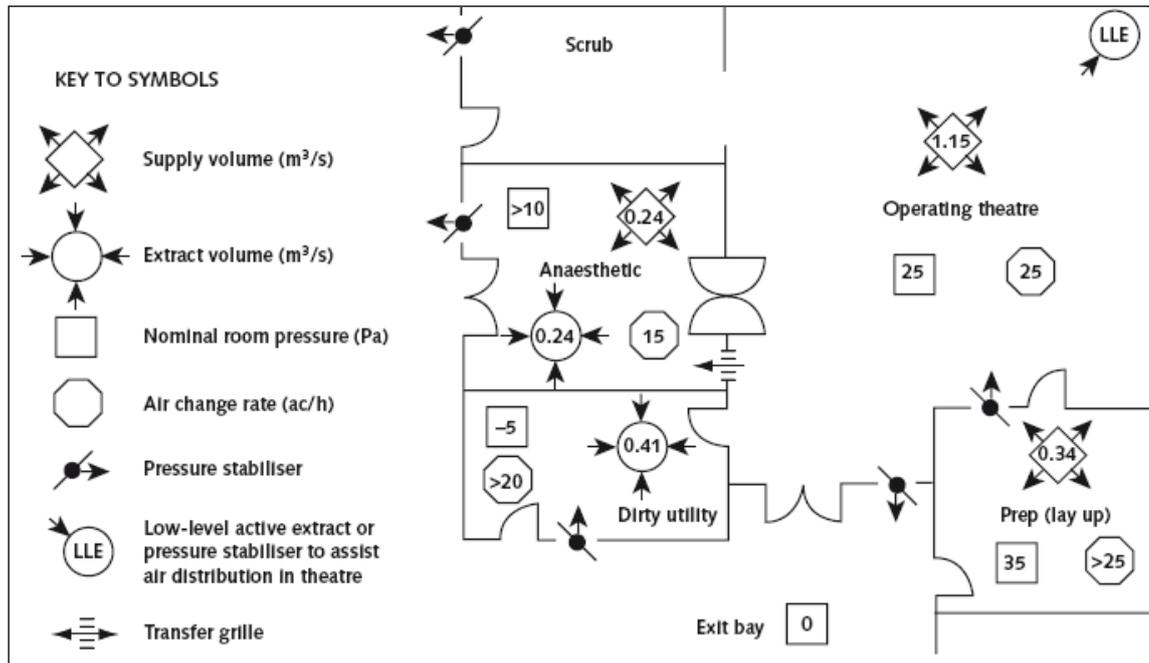 KEY TO SYMBOLS
Supply volume (m³/s)
Extract volume (m³/s)
Nominal room pressure (Pa)
Air change rate (ac/h)
Pressure stabiliser
LLE
Low-level active extract or
pressure stabiliser to assist
air distribution in theatre
Transfer grille
Scrub
LLE
1.15
Operating theatre
25
25
>10
0.24
Anaesthetic
0.24
15
–5
0.41
>20
Dirty utility
0.34
Prep (lay up)
35
>25
Exit bay
0